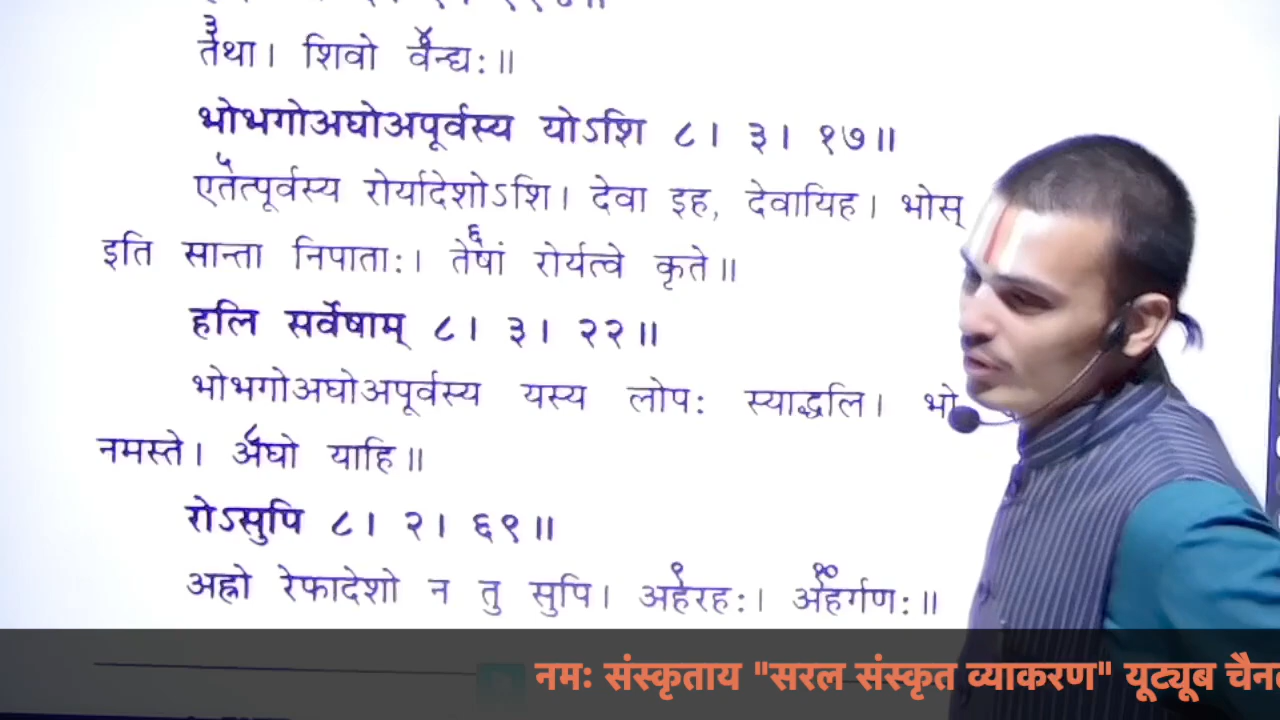 तथा। शिवो वन्द्यः॥
भोभगोअघोअपूर्वस्य योऽशि ८। ३। १७॥
एतत्पूर्वस्य रोर्यादेशोऽशि। देवा इह, देवायिह। भोस्
इति सान्ता निपाताः। तेषां रोर्यत्वे कृते॥
हलि सर्वेषाम् ८। ३। २२॥
भोभगोअघोअपूर्वस्य यस्य लोपः स्याद्धलि। भो
नमस्ते। अघो याहि॥
रोऽसुपि ८। २। ६९॥
अह्नो रेफादेशो न तु सुपि। अहरहः। अहर्गणः॥
नमः संस्कृताय "सरल संस्कृत व्याकरण" यूट्यूब